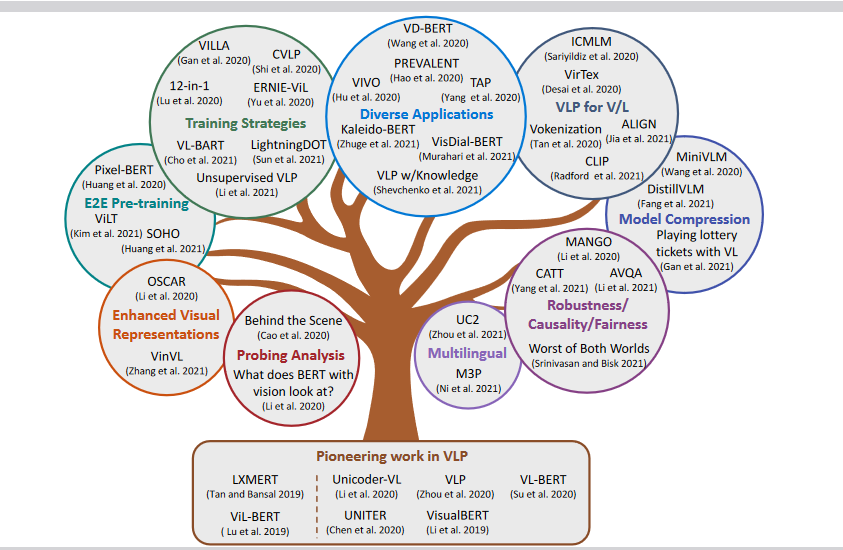 VILLA
(Gan et al. 2020)
CVLP
(Shi et al. 2020)
12-in-1
(Lu et al. 2020)
ERNIE-ViL
(Yu et al. 2020)
Training Strategies
VL-BART
(Cho et al. 2021)
LightningDOT
(Sun et al. 2021)
Unsupervised VLP
(Li et al. 2021)
VD-BERT
(Wang et al. 2020)
PREVALENT
(Hao et al. 2020)
VIVO
(Hu et al. 2020)
TAP
(Yang et al. 2020)
Diverse Applications
Kaleido-BERT
(Zhuge et al. 2021)
VisDial-BERT
(Murahari et al. 2021)
VLP w/Knowledge
(Shevchenko et al. 2021)
ICMLM
(Sariyildiz et al. 2020)
VirTex
(Desai et al. 2020)
VLP for V/L
Vokenization
(Tan et al. 2020)
ALIGN
(Jia et al. 2021)
CLIP
(Radford et al. 2021)
Pixel-BERT
(Huang et al. 2020)
E2E Pre-training
ViLT
(Kim et al. 2021)
SOHO
(Huang et al. 2021)
MiniVLM
(Wang et al. 2020)
DistillVLM
(Fang et al. 2021)
Model Compression
Playing lottery
tickets with VL
(Gan et al. 2021)
OSCAR
(Li et al. 2020)
Enhanced Visual
Representations
VinVL
(Zhang et al. 2021)
Behind the Scene
(Cao et al. 2020)
Probing Analysis
What does BERT with
vision look at?
(Li et al. 2020)
UC2
(Zhou et al. 2021)
Multilingual
M3P
(Ni et al. 2021)
MANGO
(Li et al. 2020)
CATT
(Yang et al. 2021)
AVQA
(Li et al. 2021)
Robustness/
Causality/Fairness
Worst of Both Worlds
(Srinivasan and Bisk 2021)
Pioneering work in VLP
LXMERT
(Tan and Bansal 2019)
ViL-BERT
( Lu et al. 2019)
Unicoder-VL
(Li et al. 2020)
VLP
(Zhou et al. 2020)
VL-BERT
(Su et al. 2020)
UNITER
(Chen et al. 2020)
VisualBERT
(Li et al. 2019)